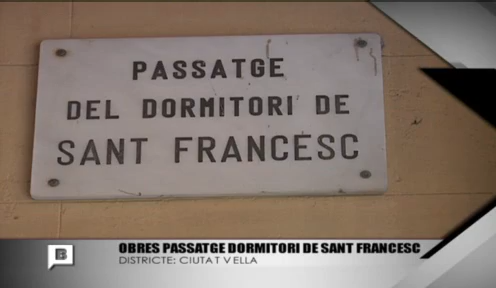 PASSATGE
DEL DORMITORI DE
SANT FRANCESC
B
OBRES PASSATGE DORMITORI DE SANT FRANCESC
DISTRICTE: CIUTAT VELLA